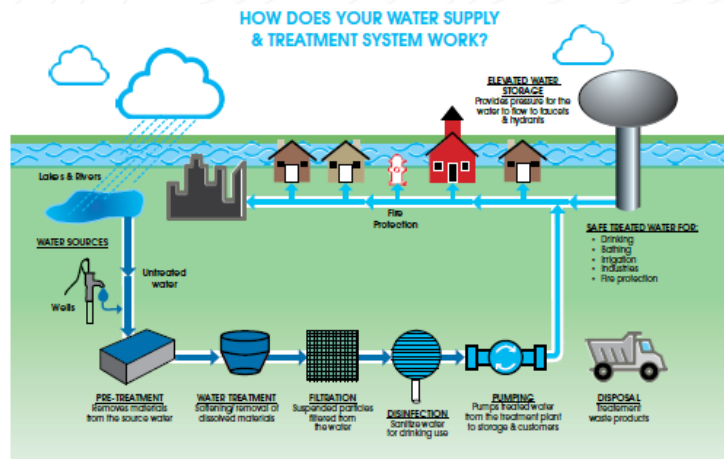 HOW DOES YOUR WATER SUPPLY
& TREATMENT SYSTEM WORK?
ELEVATED WATER
STORAGE
Provides pressure for the
water to flow to faucets
& hydrants
Lakes & Rivers
Fire
Protection
WATER SOURCES
Untreated
water
Wells
SAFE TREATED WATER FOR:
• Drinking
• Bathing
• Irrigation
• Industries
• Fire protection
PRE-TREATMENT
Removes materials
from the source water
WATER TREATMENT
Softening/removal of
dissolved materials
FILTRATION
Suspended particles
filtered from
the water
DISINFECTION
Sanitize water
for drinking use
PUMPING
Pumps treated water
from the treatment plant
to storage & customers
DISPOSAL
Treatement
waste products